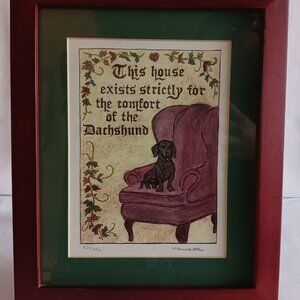 This house
exists strictly for
the comfort
of the
Dachshund